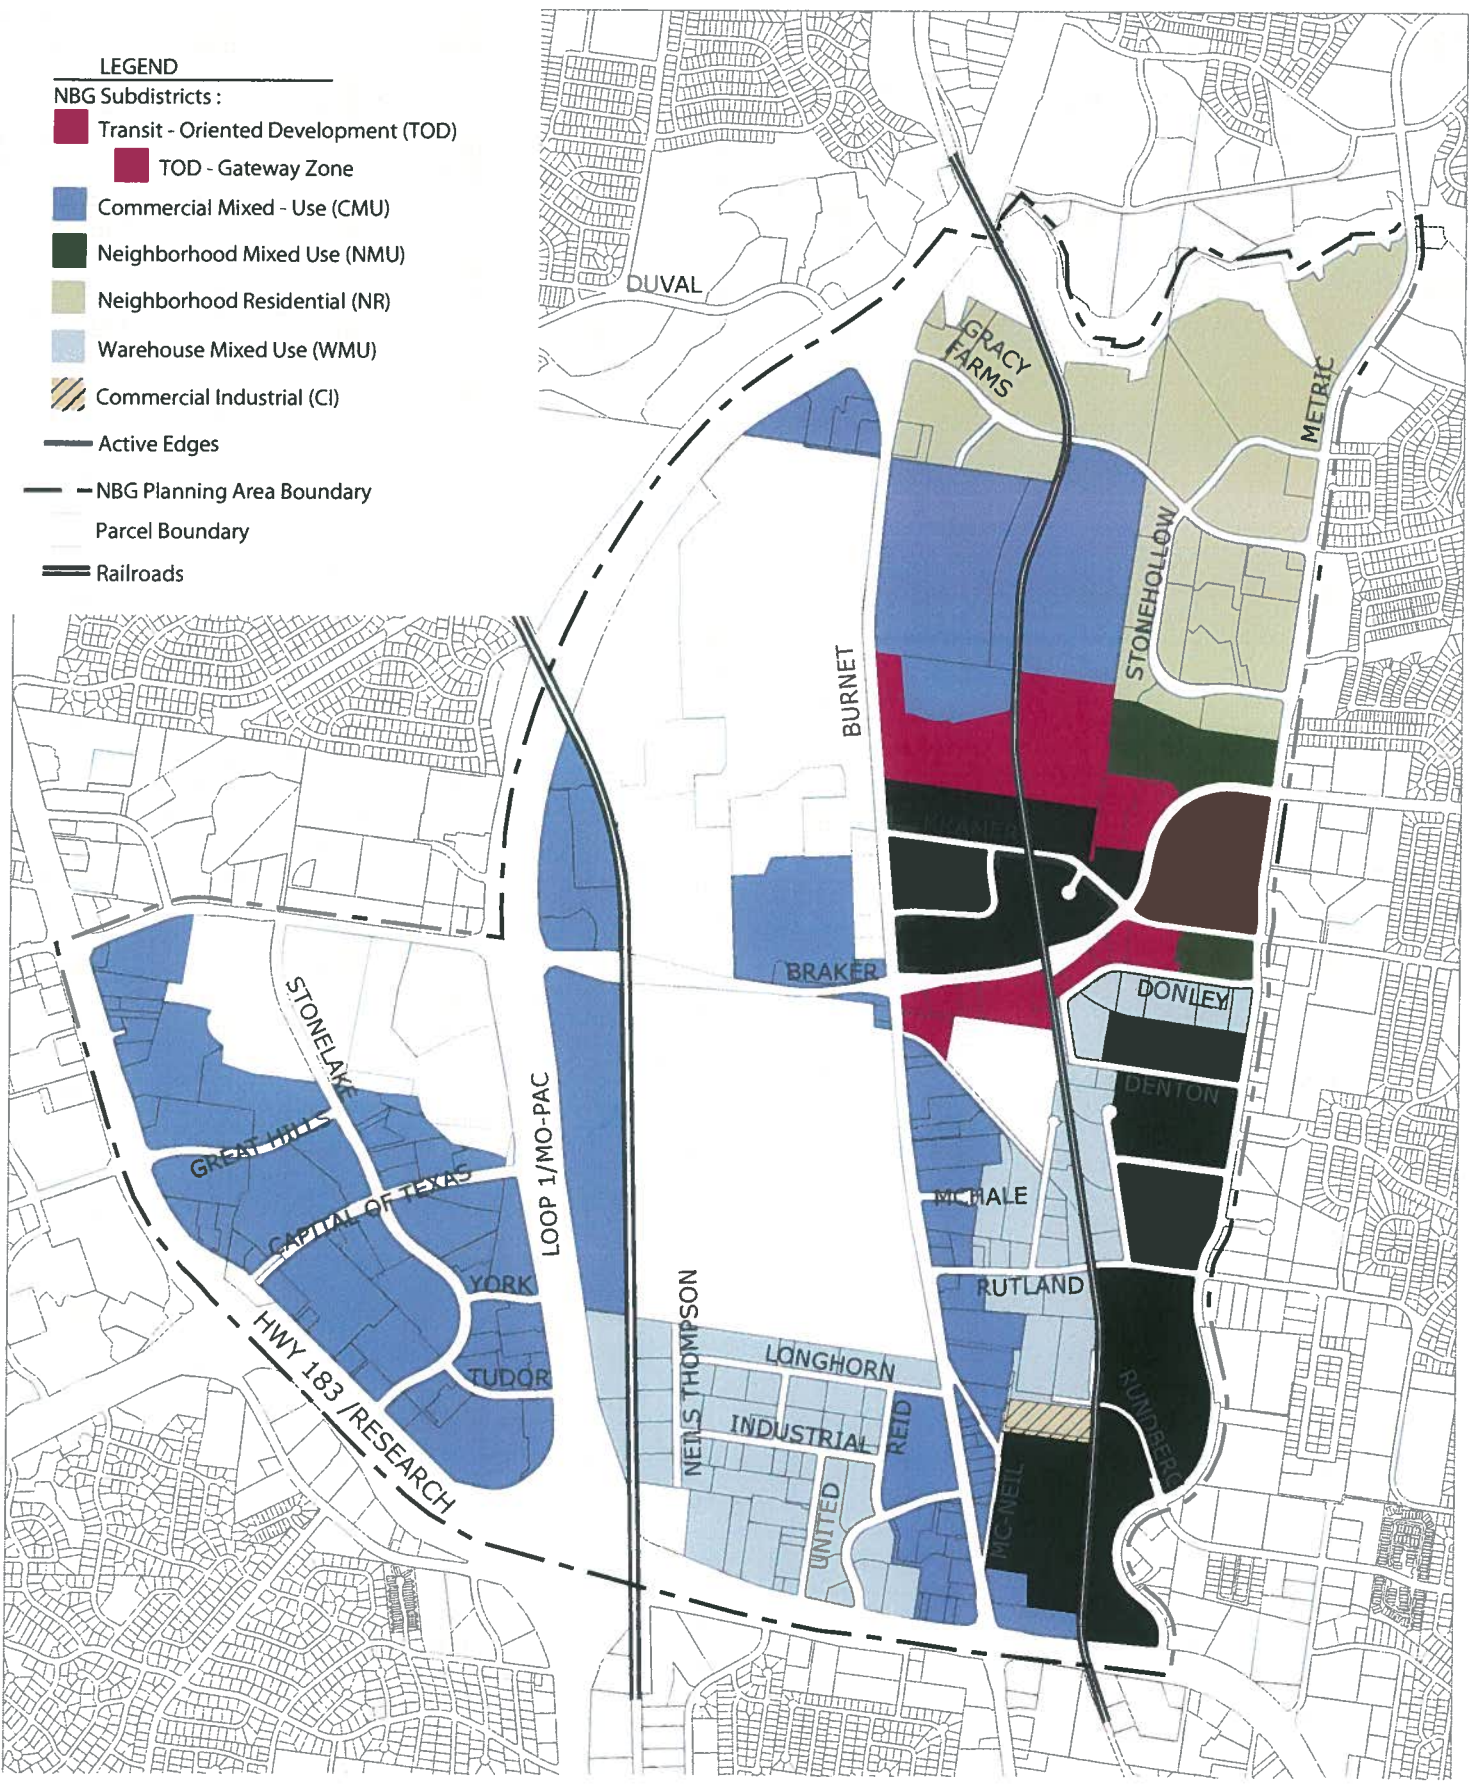 LEGEND
NBG Subdistricts :
Transit - Oriented Development (TOD)
TOD - Gateway Zone
Commercial Mixed - Use (CMU)
Neighborhood Mixed Use (NMU)
Neighborhood Residential (NR)
Warehouse Mixed Use (WMU)
Commercial Industrial (CI)
Active Edges
NBG Planning Area Boundary
Parcel Boundary
Railroads
DUVAL
GRACY
FARMS
METRIC
STONEHOLLOW
BURNET
KRAMER
BRAKER
DONLEY
STONELAKE
DENTON
LOOP 1/MO-PAC
GREAT HILLS
CAPITAL OF TEXAS
MCHALE
YORK
RUTLAND
HWY 183 /RESEARCH
NEILS THOMPSON
LONGHORN
TUDOR
RUNDBERG
INDUSTRIAL
REID
MC-NEIL
UNITED